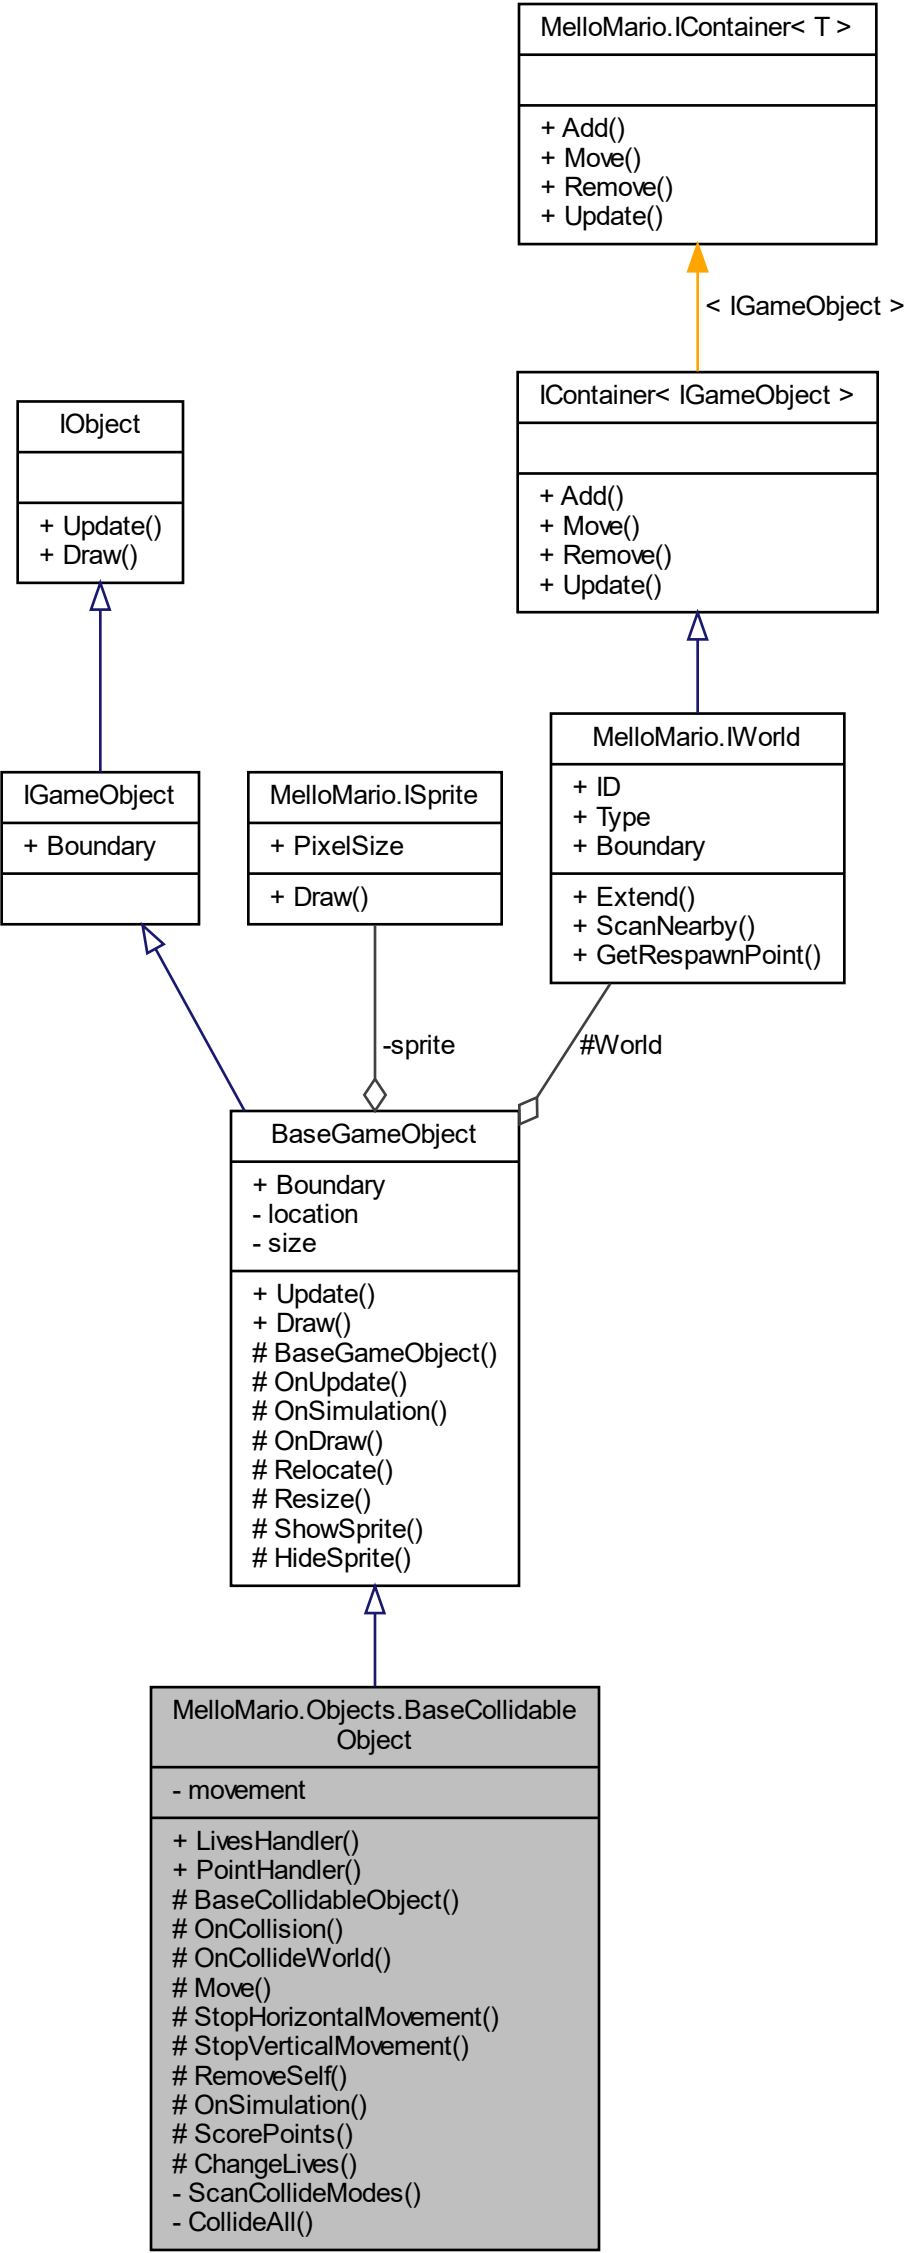 MelloMario.IContainer< T >
+ Add()
+ Move()
+ Remove()
+ Update()
< IGameObject >
IContainer< IGameObject >
+ Add()
+ Move()
+ Remove()
+ Update()
IObject
+ Update()
+ Draw()
IGameObject
+ Boundary
MelloMario.ISprite
+ PixelSize
+ Draw()
MelloMario.IWorld
+ ID
+ Type
+ Boundary
+ Extend()
+ ScanNearby()
+ GetRespawnPoint()
-sprite
#World
BaseGameObject
+ Boundary
- location
- size
+ Update()
+ Draw()
# BaseGameObject()
# OnUpdate()
# OnSimulation()
# OnDraw()
# Relocate()
# Resize()
# ShowSprite()
# HideSprite()
MelloMario.Objects.BaseCollidable
Object
- movement
+ LivesHandler()
+ PointHandler()
# BaseCollidableObject()
# OnCollision()
# OnCollideWorld()
# Move()
# StopHorizontalMovement()
# StopVerticalMovement()
# RemoveSelf()
# OnSimulation()
# ScorePoints()
# ChangeLives()
- ScanCollideModes()
- CollideAll()